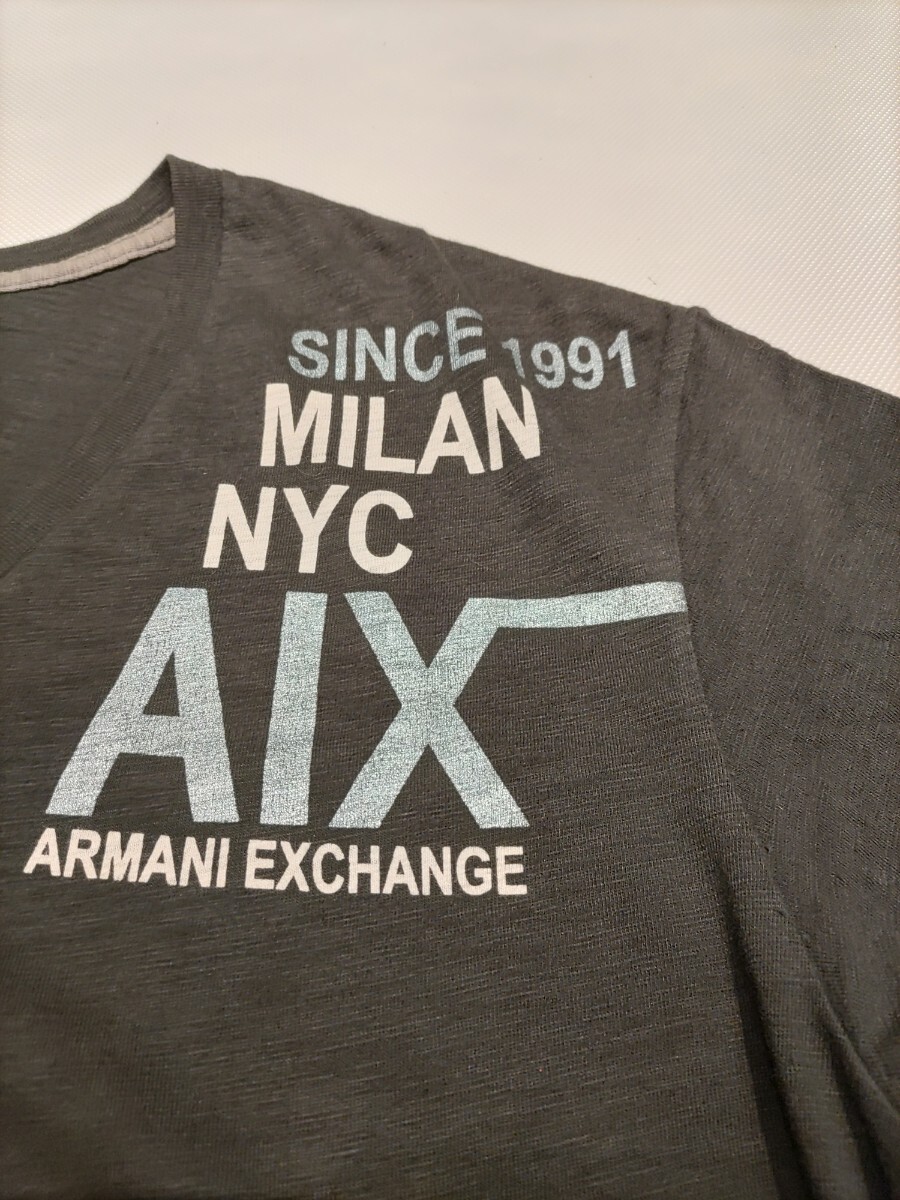 SINCE 1991
MILAN
NYC
AIX
ARMANI EXCHANGE